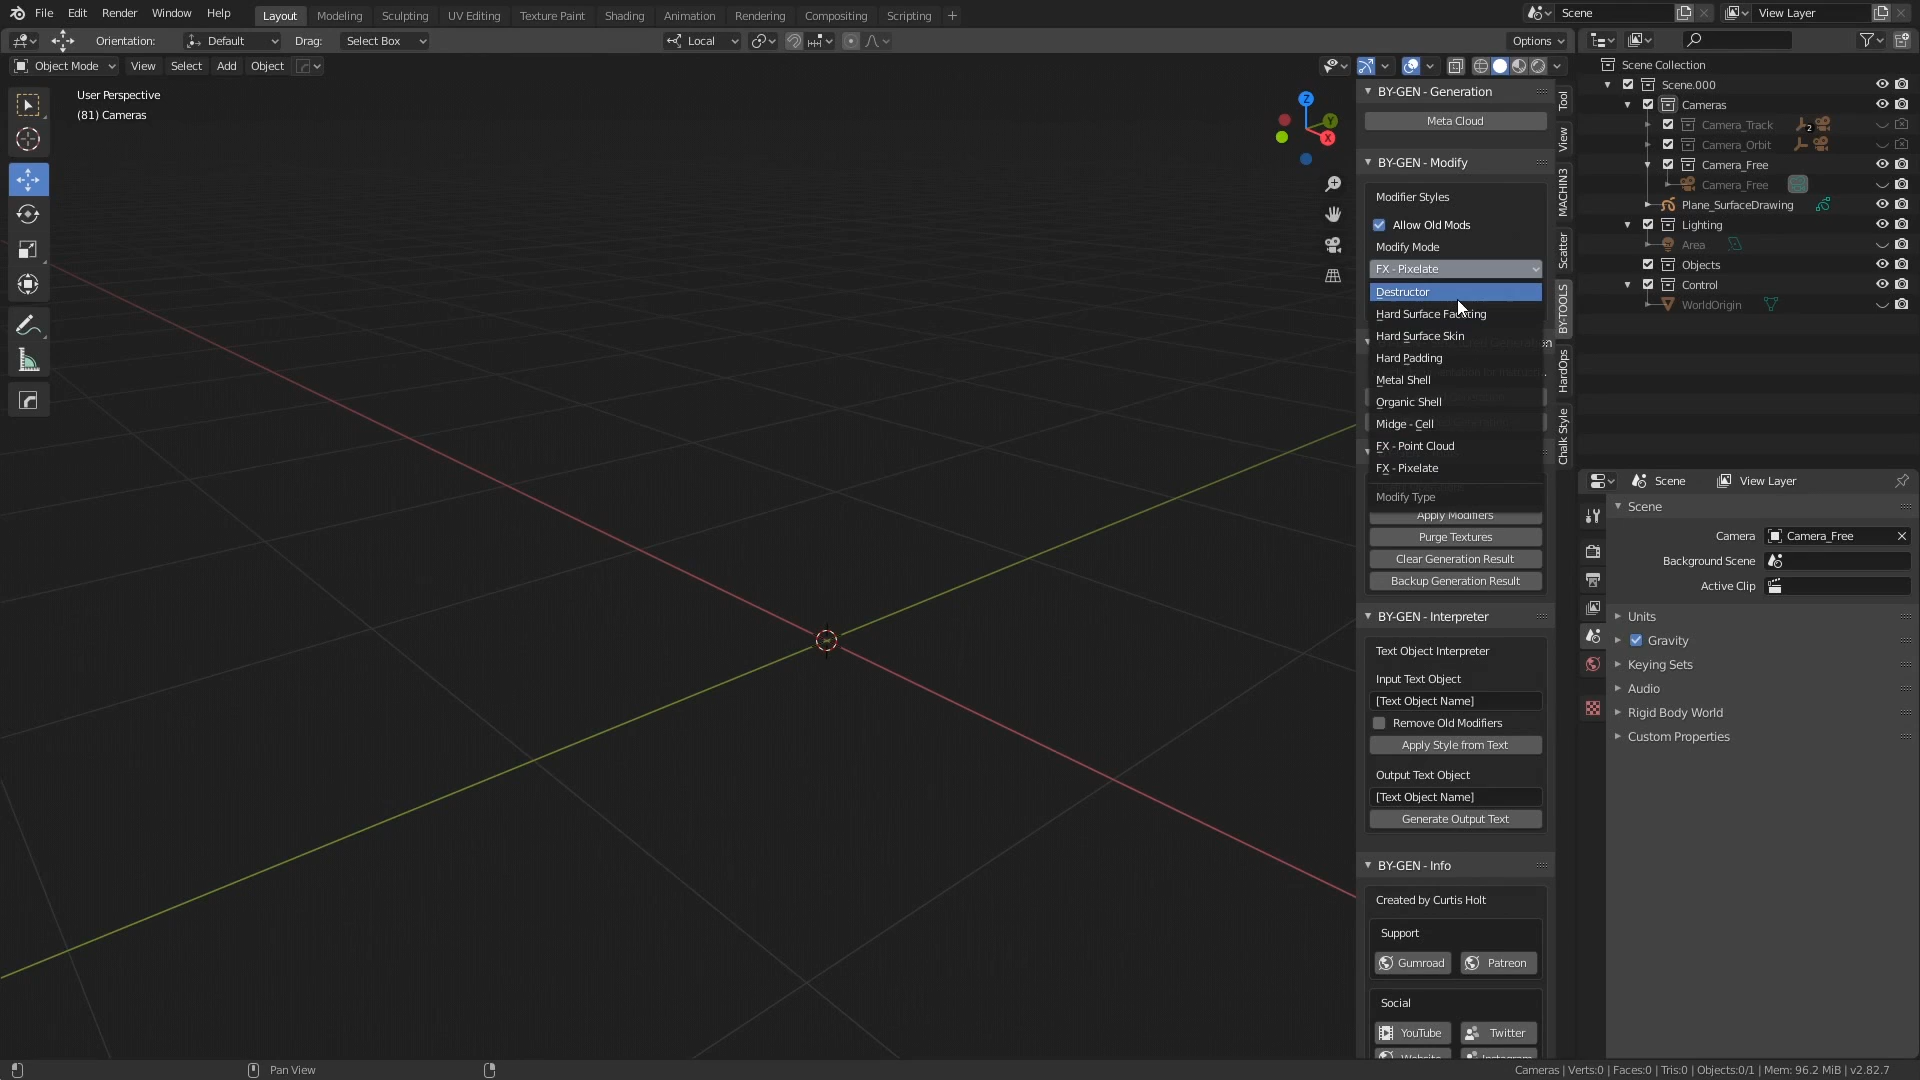 File Edit Render Window Help Layout Modeling Sculpting UV Editing Texture Paint Shading Animation Rendering Compositing Scripting + Scene View Layer
Orientation: Default Drag: Select Box Local Options
Object Mode View Select Add Object
User Perspective
(81) Cameras
Z
Y
X
BY-GEN - Generation
Meta Cloud
BY-GEN - Modify
Modifier Styles
Allow Old Mods
Modify Mode
FX - Pixelate
Destructor
Hard Surface Faceting
Hard Surface Skin
Hard Padding
Metal Shell
Organic Shell
Midge - Cell
FX - Point Cloud
FX - Pixelate
Modify Type
Apply Modifiers
Purge Textures
Clear Generation Result
Backup Generation Result
BY-GEN - Interpreter
Text Object Interpreter
Input Text Object
[Text Object Name]
Remove Old Modifiers
Apply Style from Text
Output Text Object
[Text Object Name]
Generate Output Text
BY-GEN - Info
Created by Curtis Holt
Support
Gumroad Patreon
Social
YouTube Twitter
Website Instagram
Tool
View
MACHIN3
Scatter
BY-TOOLS
HardOps
Chalk Style
Scene Collection
Scene.000
Cameras
Camera_Track 2
Camera_Orbit
Camera_Free
Camera_Free
Plane_SurfaceDrawing
Lighting
Area
Objects
Control
WorldOrigin
Scene View Layer
Scene
Camera Camera_Free
Background Scene
Active Clip
Units
Gravity
Keying Sets
Audio
Rigid Body World
Custom Properties
Pan View
Cameras | Verts:0 | Faces:0 | Tris:0 | Objects:0/1 | Mem: 96.2 MiB | v2.82.7